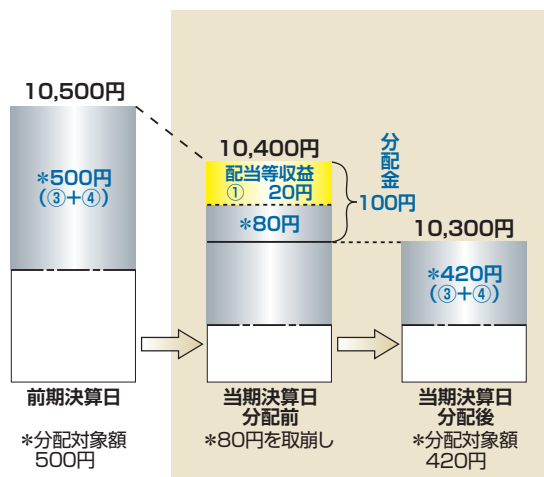 10,500円
*500円
(③+④)
前期決算日
*分配対象額
500円
10,400円
配当等収益
① 20円
*80円
分配金
100円
当期決算日
分配前
*80円を取崩し
10,300円
*420円
(③+④)
当期決算日
分配後
*分配対象額
420円